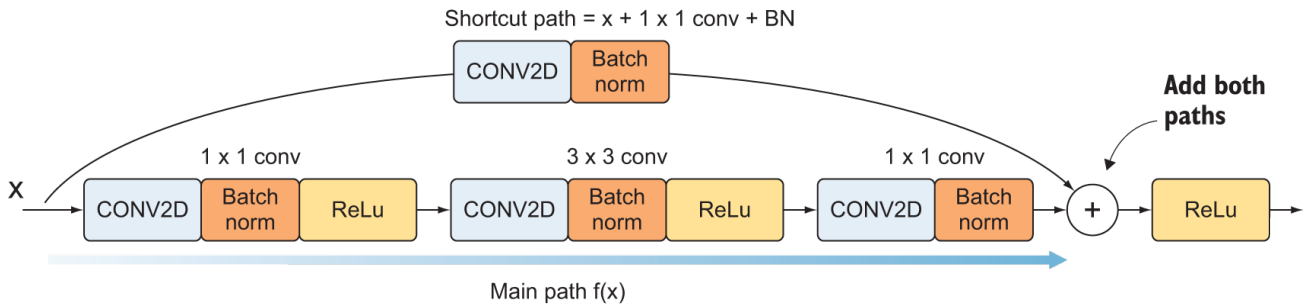 Shortcut path = x + 1 x 1 conv + BN
CONV2D
Batch
norm
Add both
paths
1 x 1 conv
3 x 3 conv
1 x 1 conv
X
CONV2D
Batch
norm
ReLu
CONV2D
Batch
norm
ReLu
CONV2D
Batch
norm
+
ReLu
Main path f(x)